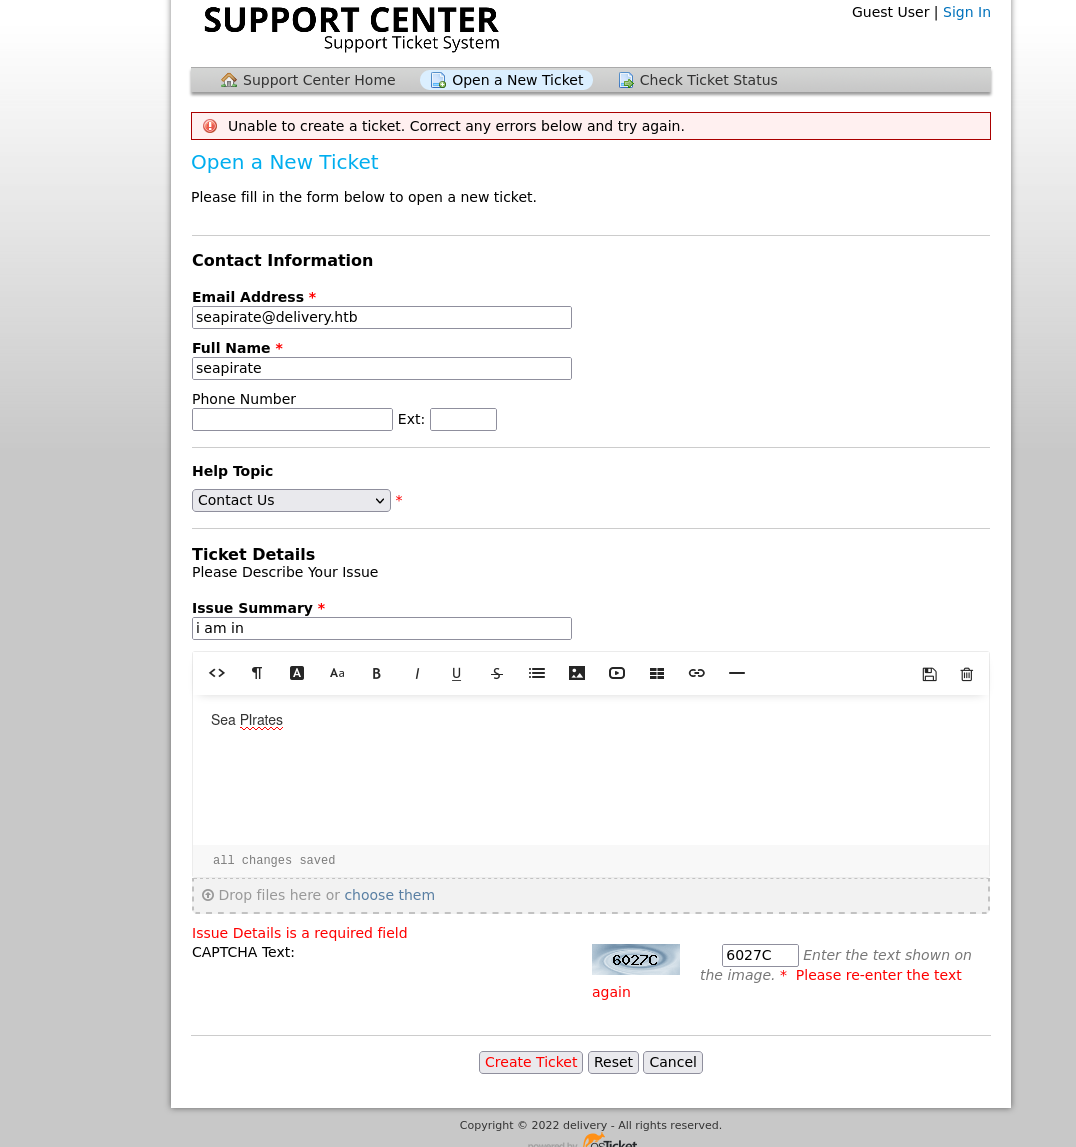 SUPPORT CENTER
Support Ticket System
Guest User | Sign In
Support Center Home Open a New Ticket Check Ticket Status
Unable to create a ticket. Correct any errors below and try again.
Open a New Ticket
Please fill in the form below to open a new ticket.
Contact Information
Email Address *
seapirate@delivery.htb
Full Name *
seapirate
Phone Number
Ext:
Help Topic
Contact Us *
Ticket Details
Please Describe Your Issue
Issue Summary *
i am in
Sea PIrates
all changes saved
Drop files here or choose them
Issue Details is a required field
CAPTCHA Text: 6027C 6027C Enter the text shown on
the image. * Please re-enter the text
again
Create Ticket Reset Cancel
Copyright © 2022 delivery - All rights reserved.
powered by osTicket